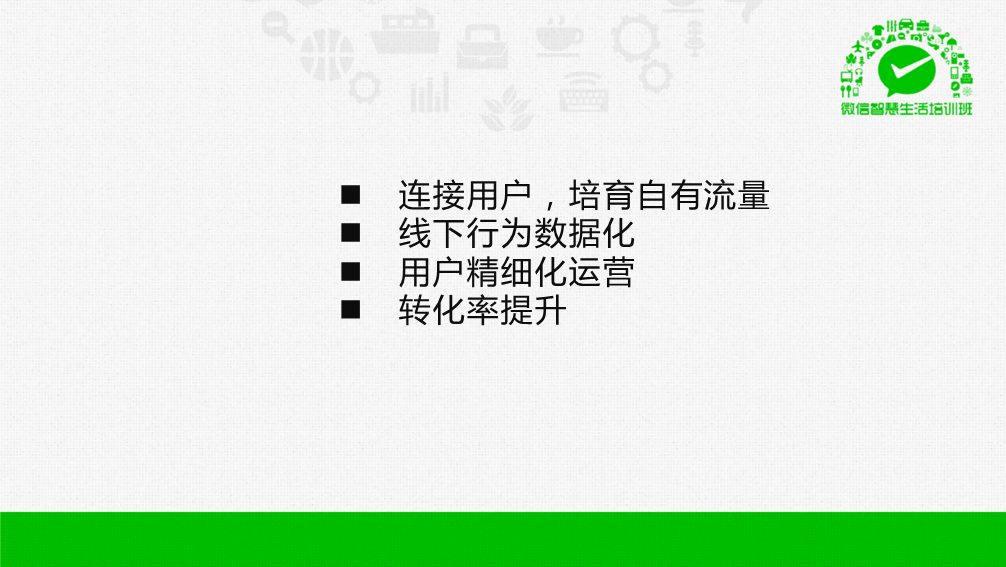 微信智慧生活培训班
■ 连接用户，培育自有流量
■ 线下行为数据化
■ 用户精细化运营
■ 转化率提升